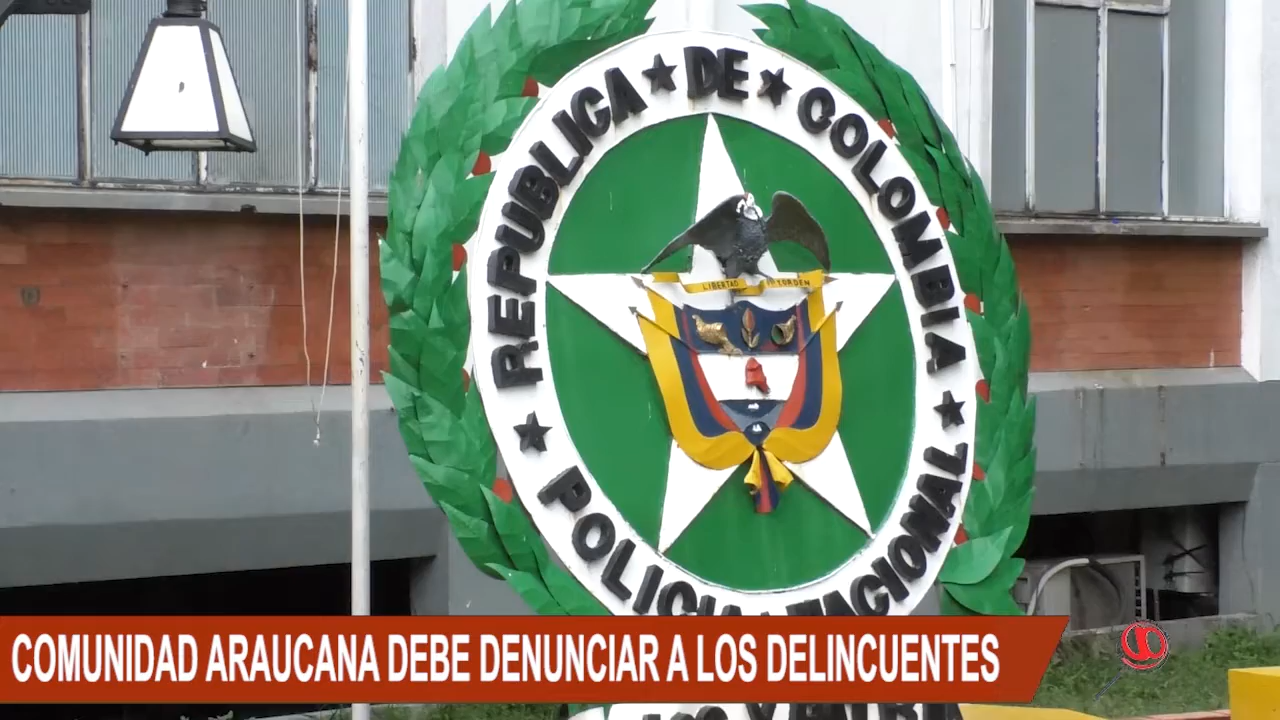 REPUBLICA ★ DE ★ COLOMBIA ★
LIBERTAD Y ORDEN
★ POLICIA NACIONAL
COMUNIDAD ARAUCANA DEBE DENUNCIAR A LOS DELINCUENTES